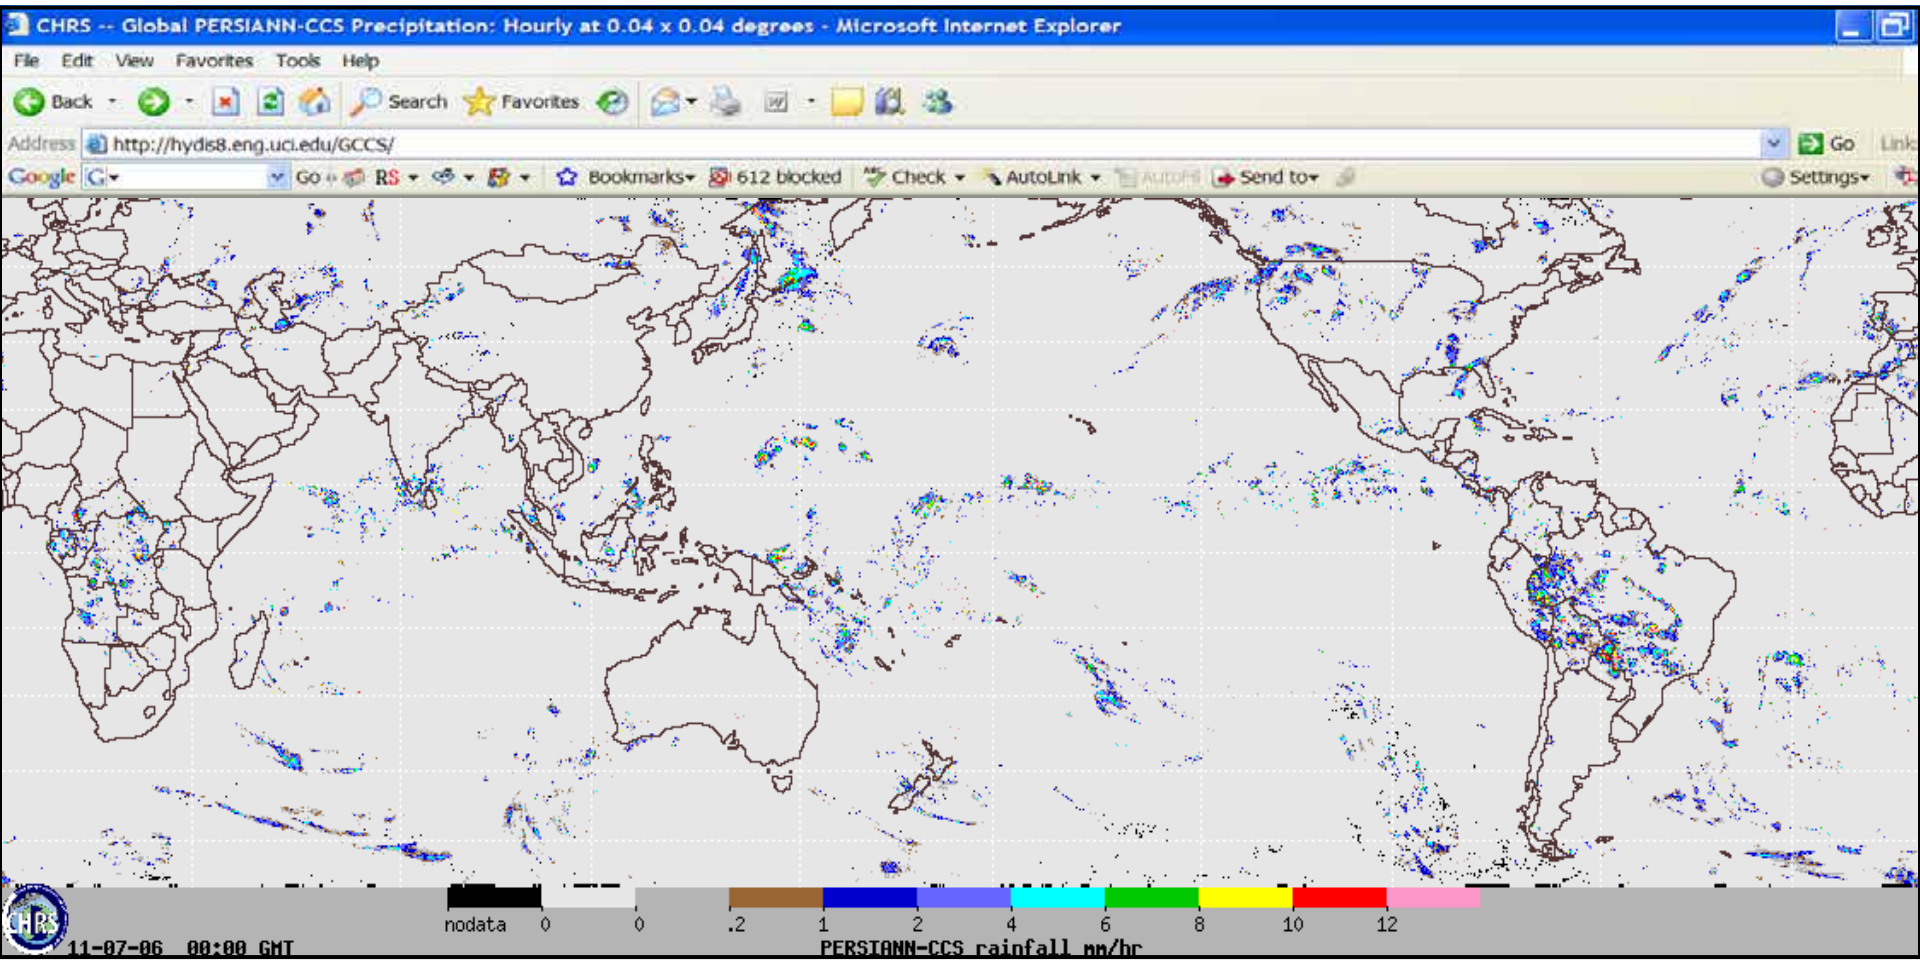 CHRS -- Global PERSIANN-CCS Precipitation: Hourly at 0.04 x 0.04 degrees - Microsoft Internet Explorer
File Edit View Favorites Tools Help
Back Search Favorites
Address http://hydis8.eng.uci.edu/GCCS/ Go Links
Google G Go RS Bookmarks 612 blocked Check AutoLink AutoFill Send to Settings
nodata 0 0 .2 1 2 4 6 8 10 12
CHRS
11-07-06 00:00 GMT PERSIANN-CCS rainfall mm/hr